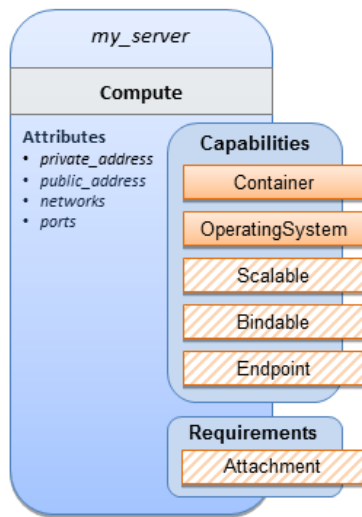 my_server
Compute
Attributes
• private_address
• public_address
• networks
• ports
Capabilities
Container
OperatingSystem
Scalable
Bindable
Endpoint
Requirements
Attachment